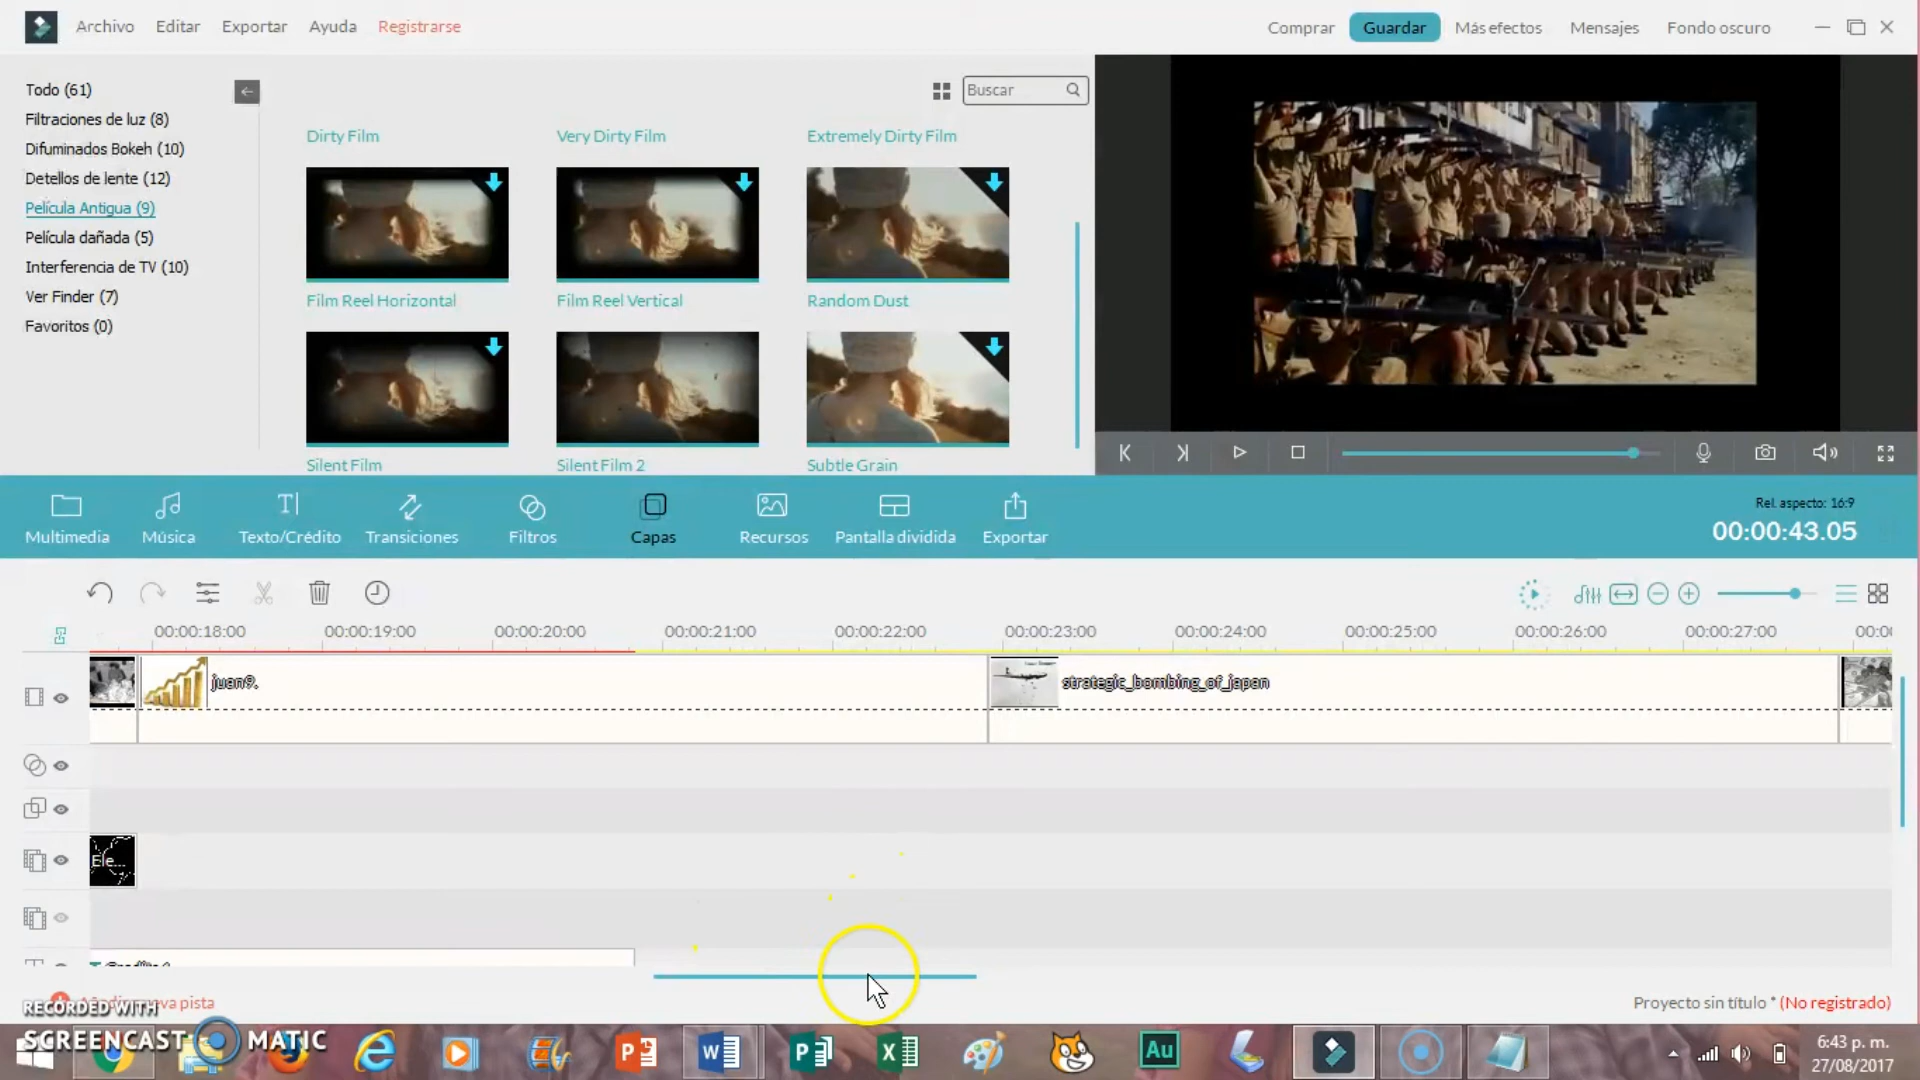 Archivo Editar Exportar Ayuda Registrarse Comprar Guardar Más efectos Mensajes Fondo oscuro
Todo (61)
Filtraciones de luz (8)
Difuminados Bokeh (10)
Detellos de lente (12)
Película Antigua (9)
Película dañada (5)
Interferencia de TV (10)
Ver Finder (7)
Favoritos (0)
Buscar
Dirty Film Very Dirty Film Extremely Dirty Film
Film Reel Horizontal Film Reel Vertical Random Dust
Silent Film Silent Film 2 Subtle Grain
Multimedia Música Texto/Crédito Transiciones Filtros Capas Recursos Pantalla dividida Exportar
Rel. aspecto: 16:9
00:00:43.05
00:00:18:00 00:00:19:00 00:00:20:00 00:00:21:00 00:00:22:00 00:00:23:00 00:00:24:00 00:00:25:00 00:00:26:00 00:00:27:00 00:00
juan9.
strategic_bombing_of_japan
Ele...
nueva pista
Proyecto sin título * (No registrado)
RECORDED WITH
SCREENCAST MATIC
Au
6:43 p. m.
27/08/2017